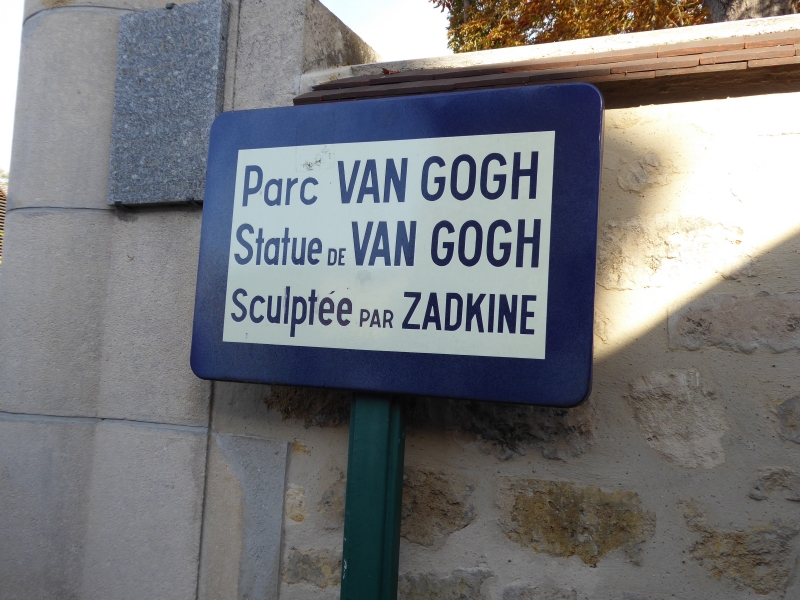 Parc VAN GOGH
Statue DE VAN GOGH
Sculptée PAR ZADKINE